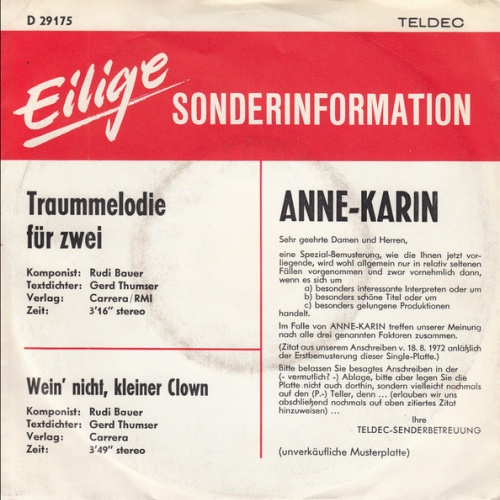 D 29175
TELDEC
Eilige
SONDERINFORMATION
Traummelodie
für zwei
Komponist: Rudi Bauer
Textdichter: Gerd Thumser
Verlag: Carrera/RMI
Zeit: 3'16" stereo
Wein' nicht, kleiner Clown
Komponist: Rudi Bauer
Textdichter: Gerd Thumser
Verlag: Carrera
Zeit: 3'49" stereo
ANNE-KARIN
Sehr geehrte Damen und Herren,
eine Spezial-Bemusterung, wie die Ihnen jetzt vor-
liegende, wird wohl allgemein nur in relativ seltenen
Fällen vorgenommen und zwar vornehmlich dann,
wenn es sich um
a) besonders interessante Interpreten oder um
b) besonders schöne Titel oder um
c) besonders gelungene Produktionen
handelt.
Im Falle von ANNE-KARIN treffen unserer Meinung
nach alle drei genannten Faktoren zusammen.
(Zitat aus unserem Anschreiben v. 18. 8. 1972 anläßlich
der Erstbemusterung dieser Single-Platte.)
Bitte belassen Sie besagtes Anschreiben in der
(- vermutlich? -) Ablage, bitte aber legen Sie die
Platte nicht auch dorthin, sondern vielleicht nochmals
auf den (P.-) Teller, denn ... (erlauben wir uns
abschließend nochmals auf oben zitiertes Zitat
hinzuweisen) ...
Ihre
TELDEC-SENDERBETREUUNG
(unverkäufliche Musterplatte)